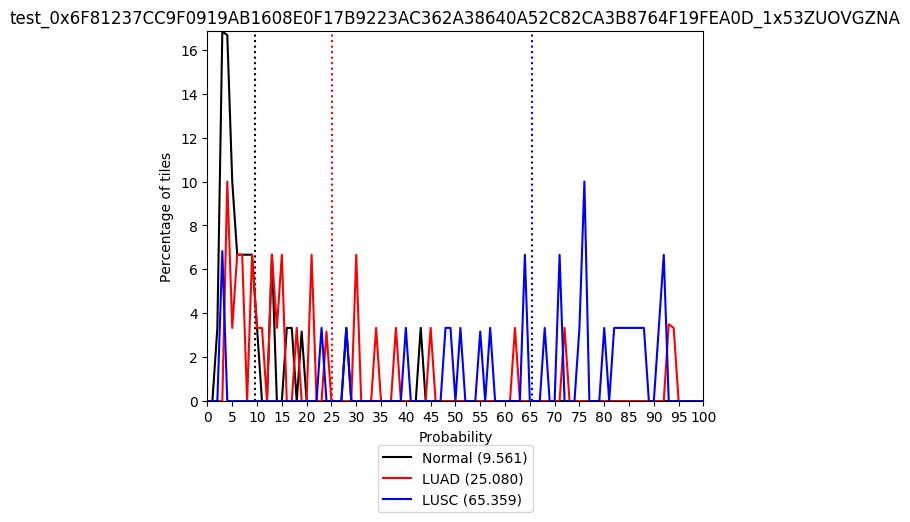 test_0x6F81237CC9F0919AB1608E0F17B9223AC362A38640A52C82CA3B8764F19FEA0D_1x53ZUOVGZNA
16
14
12
10
8
6
4
2
0
Percentage of tiles
0 5 10 15 20 25 30 35 40 45 50 55 60 65 70 75 80 85 90 95 100
Probability
Normal (9.561)
LUAD (25.080)
LUSC (65.359)